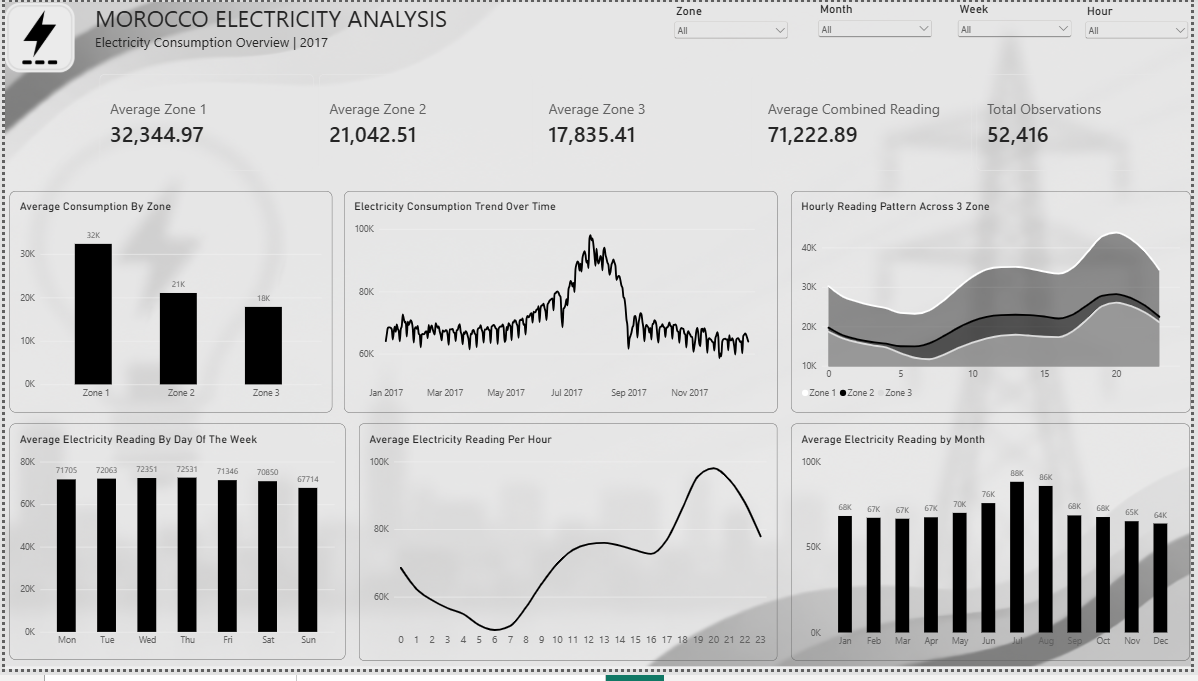 MOROCCO ELECTRICITY ANALYSIS
Electricity Consumption Overview | 2017
Zone
All
Month
All
Week
All
Hour
All
Average Zone 1
32,344.97
Average Zone 2
21,042.51
Average Zone 3
17,835.41
Average Combined Reading
71,222.89
Total Observations
52,416
Average Consumption By Zone
30K
20K
10K
0K
32K
21K
18K
Zone 1 Zone 2 Zone 3
Electricity Consumption Trend Over Time
100K
80K
60K
Jan 2017 Mar 2017 May 2017 Jul 2017 Sep 2017 Nov 2017
Hourly Reading Pattern Across 3 Zone
40K
30K
20K
10K
0 5 10 15 20
Zone 1 Zone 2 Zone 3
Average Electricity Reading By Day Of The Week
80K
60K
40K
20K
0K
71705 72063 72351 72531 71346 70850 67714
Mon Tue Wed Thu Fri Sat Sun
Average Electricity Reading Per Hour
100K
80K
60K
0 1 2 3 4 5 6 7 8 9 10 11 12 13 14 15 16 17 18 19 20 21 22 23
Average Electricity Reading by Month
100K
50K
0K
68K 67K 67K 67K 70K 76K 88K 86K 68K 68K 65K 64K
Jan Feb Mar Apr May Jun Jul Aug Sep Oct Nov Dec